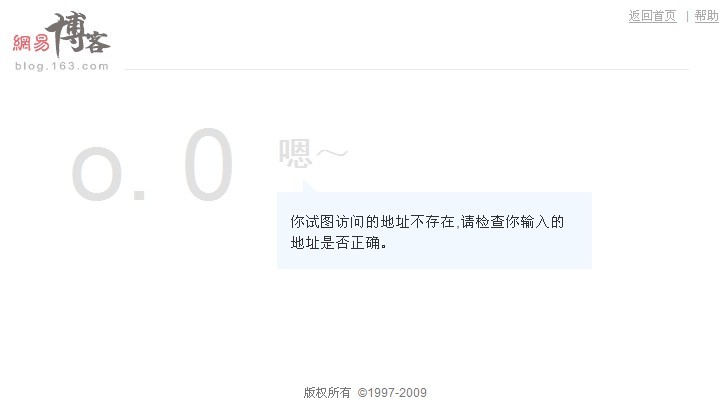 返回首页 | 帮助
網易博客
blog.163.com
o. 0
嗯～
你试图访问的地址不存在,请检查你输入的
地址是否正确。
版权所有 ©1997-2009